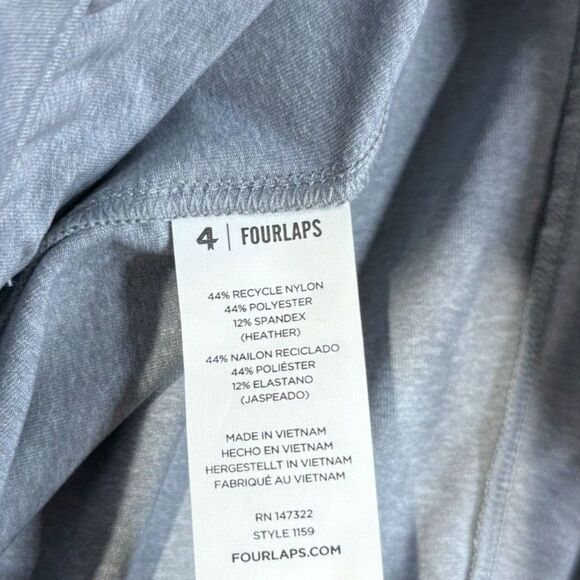 4 | FOURLAPS
44% RECYCLE NYLON
44% POLYESTER
12% SPANDEX
(HEATHER)
44% NAILON RECICLADO
44% POLIÉSTER
12% ELASTANO
(JASPEADO)
MADE IN VIETNAM
HECHO EN VIETNAM
HERGESTELLT IN VIETNAM
FABRIQUÉ AU VIETNAM
RN 147322
STYLE 1159
FOURLAPS.COM